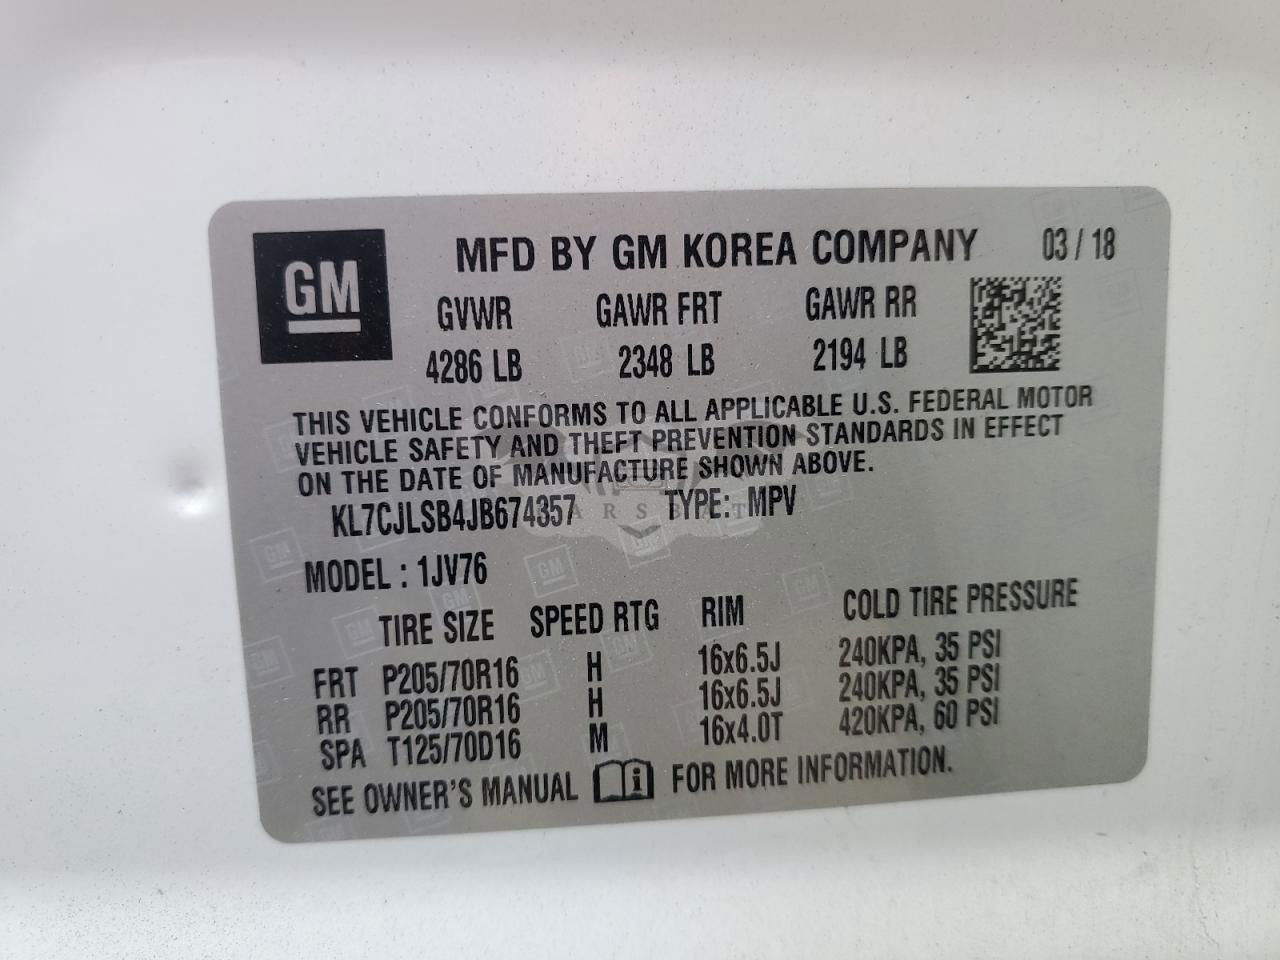 GM
MFD BY GM KOREA COMPANY 03 / 18
GVWR GAWR FRT GAWR RR
4286 LB 2348 LB 2194 LB
THIS VEHICLE CONFORMS TO ALL APPLICABLE U.S. FEDERAL MOTOR
VEHICLE SAFETY AND THEFT PREVENTION STANDARDS IN EFFECT
ON THE DATE OF MANUFACTURE SHOWN ABOVE.
KL7CJLSB4JB674357 TYPE: MPV
MODEL : 1JV76
TIRE SIZE SPEED RTG RIM COLD TIRE PRESSURE
FRT P205/70R16 H 16x6.5J 240KPA, 35 PSI
RR P205/70R16 H 16x6.5J 240KPA, 35 PSI
SPA T125/70D16 M 16x4.0T 420KPA, 60 PSI
SEE OWNER'S MANUAL i FOR MORE INFORMATION.